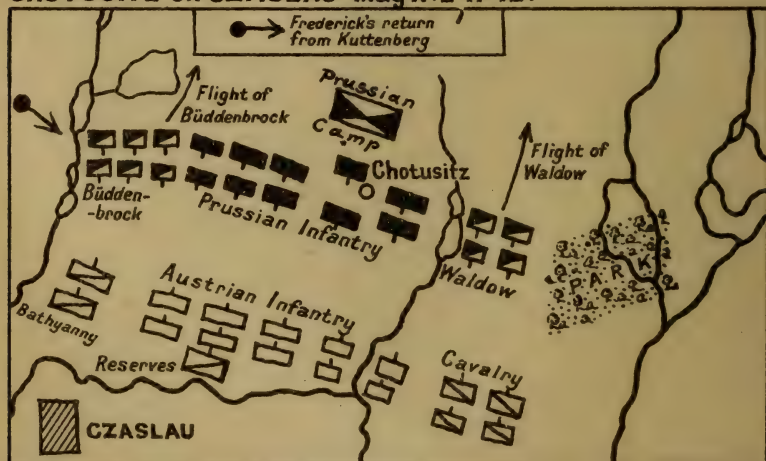 Frederick's return
from Kuttenberg
Prussian
Camp
Flight of
Büddenbrock
Flight of
Waldow
Chotusitz
Büdden-
-brock
Prussian Infantry
Waldow
PARK
Austrian Infantry
Bathyanny
Reserves
Cavalry
CZASLAU